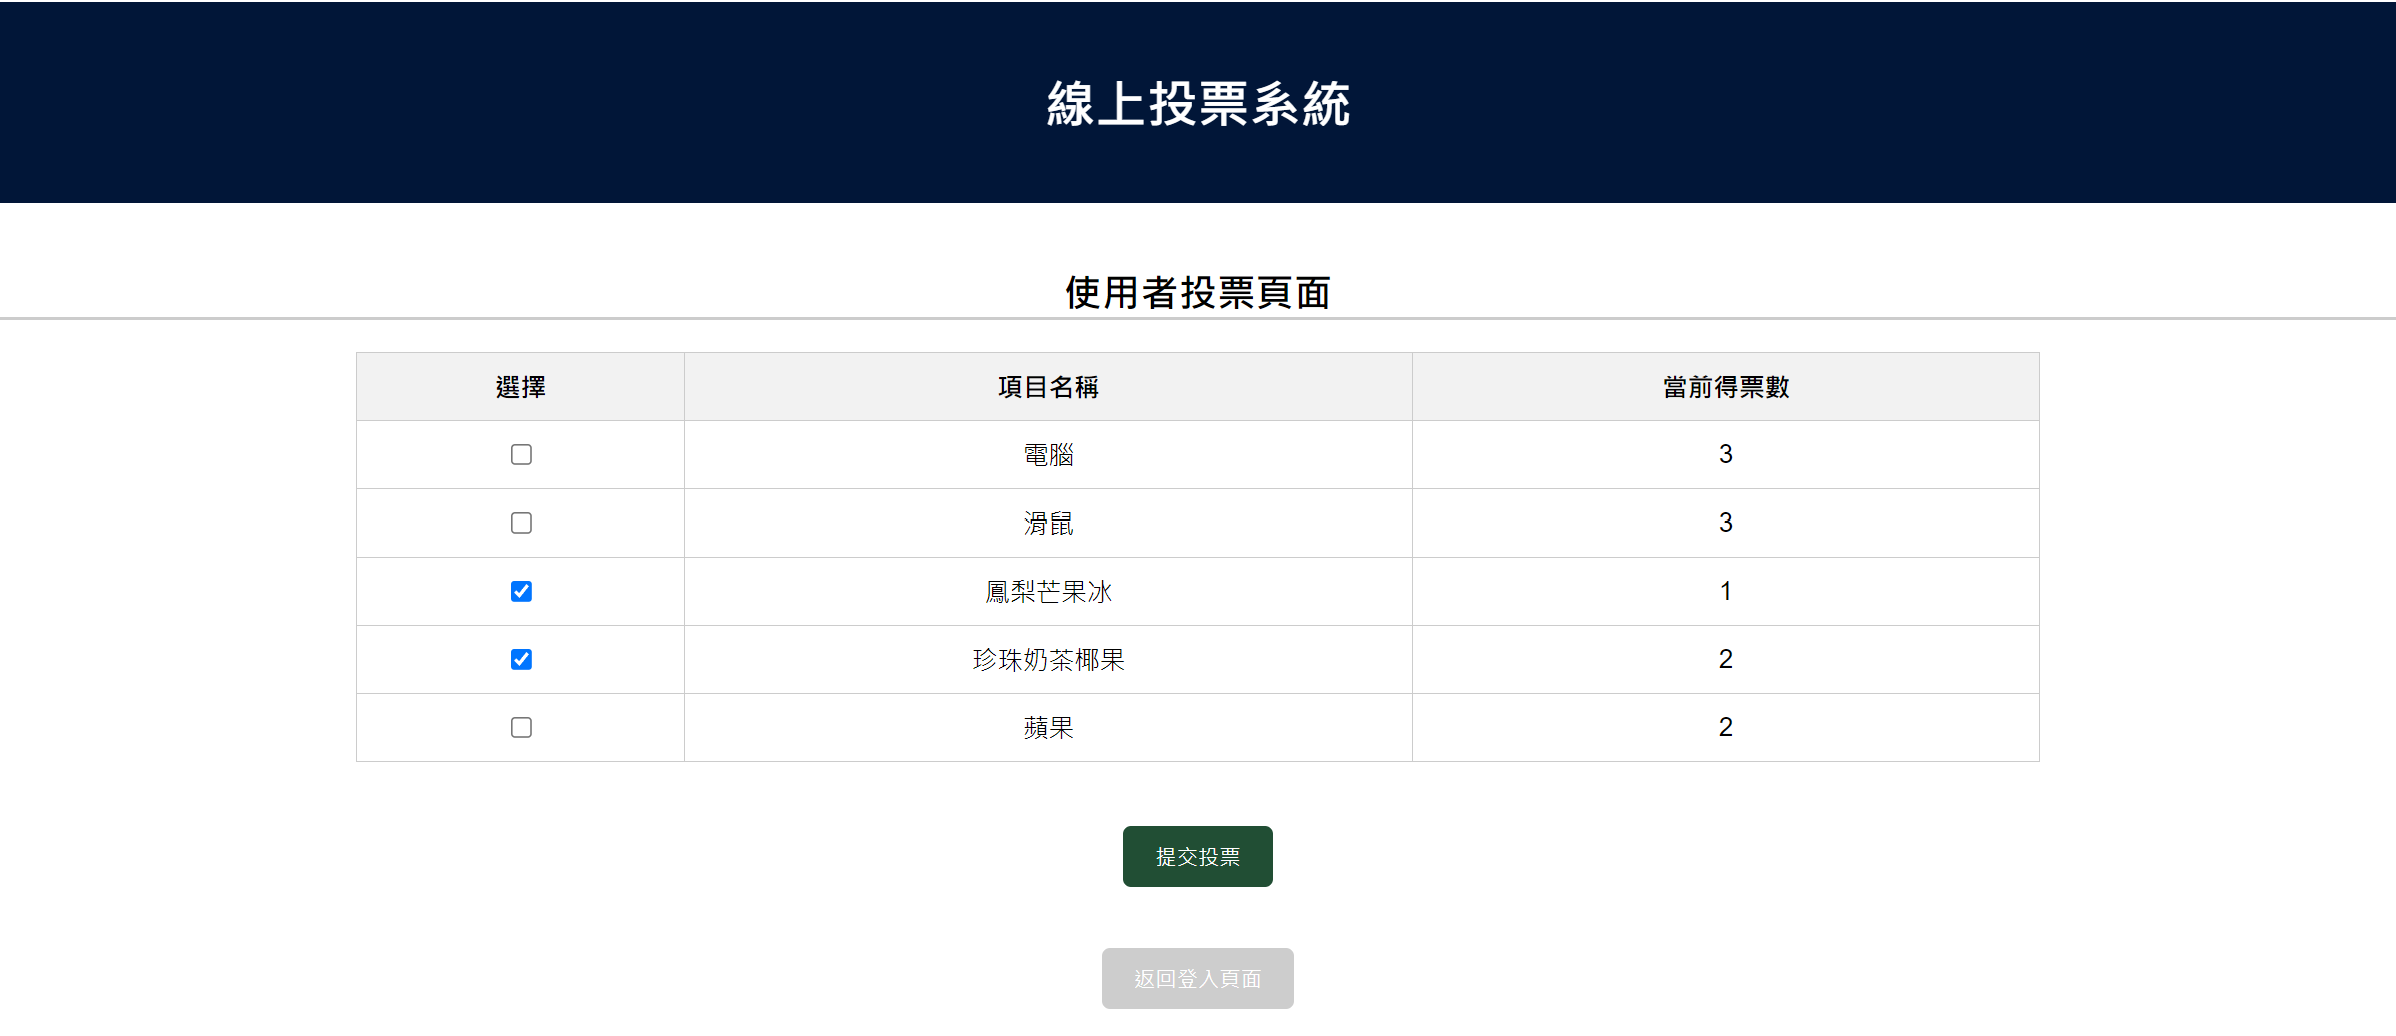 線上投票系統
使用者投票頁面
選擇 項目名稱 當前得票數
電腦 3
滑鼠 3
鳳梨芒果冰 1
珍珠奶茶椰果 2
蘋果 2
提交投票
返回登入頁面